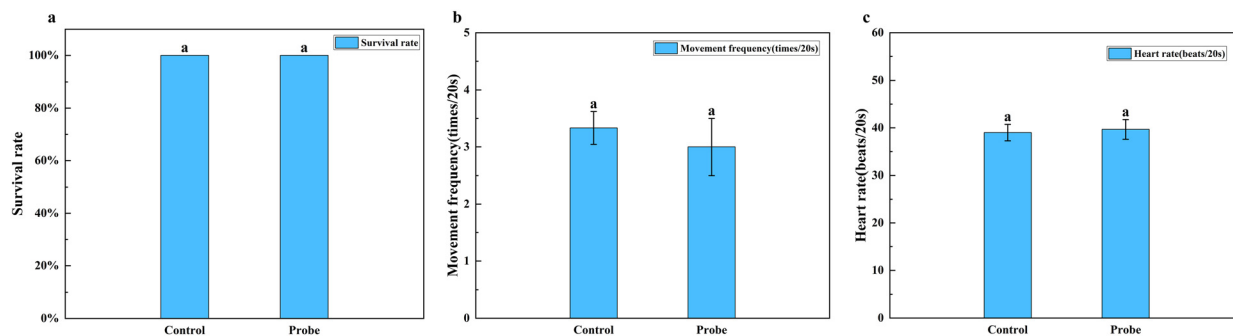 a
Survival rate
100%
80%
60%
40%
20%
0%
Survival rate
a
a
Control
Probe
b
Movement frequency(times/20s)
5
4
3
2
1
0
Movement frequency(times/20s)
a
a
Control
Probe
c
Heart rate(beats/20s)
60
50
40
30
20
10
0
Heart rate(beats/20s)
a
a
Control
Probe